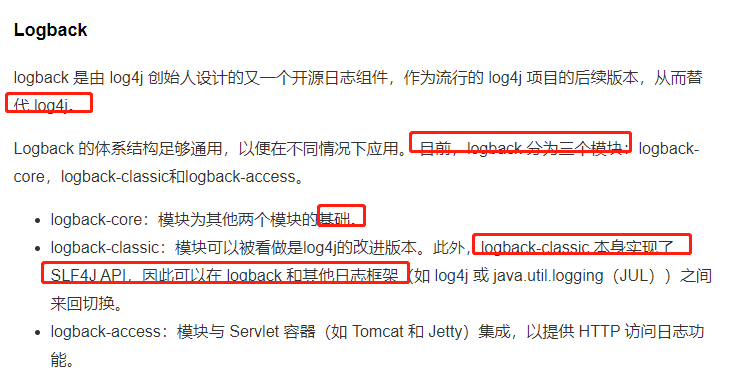 Logback
logback 是由 log4j 创始人设计的又一个开源日志组件，作为流行的 log4j 项目的后续版本，从而替
代 log4j。
Logback 的体系结构足够通用，以便在不同情况下应用。 目前，logback 分为三个模块：logback-
core，logback-classic和logback-access。
• logback-core：模块为其他两个模块的基础。
• logback-classic：模块可以被看做是log4j的改进版本。此外，logback-classic 本身实现了
SLF4J API，因此可以在 logback 和其他日志框架（如 log4j 或 java.util.logging（JUL））之间
来回切换。
• logback-access：模块与 Servlet 容器（如 Tomcat 和 Jetty）集成，以提供 HTTP 访问日志功
能。